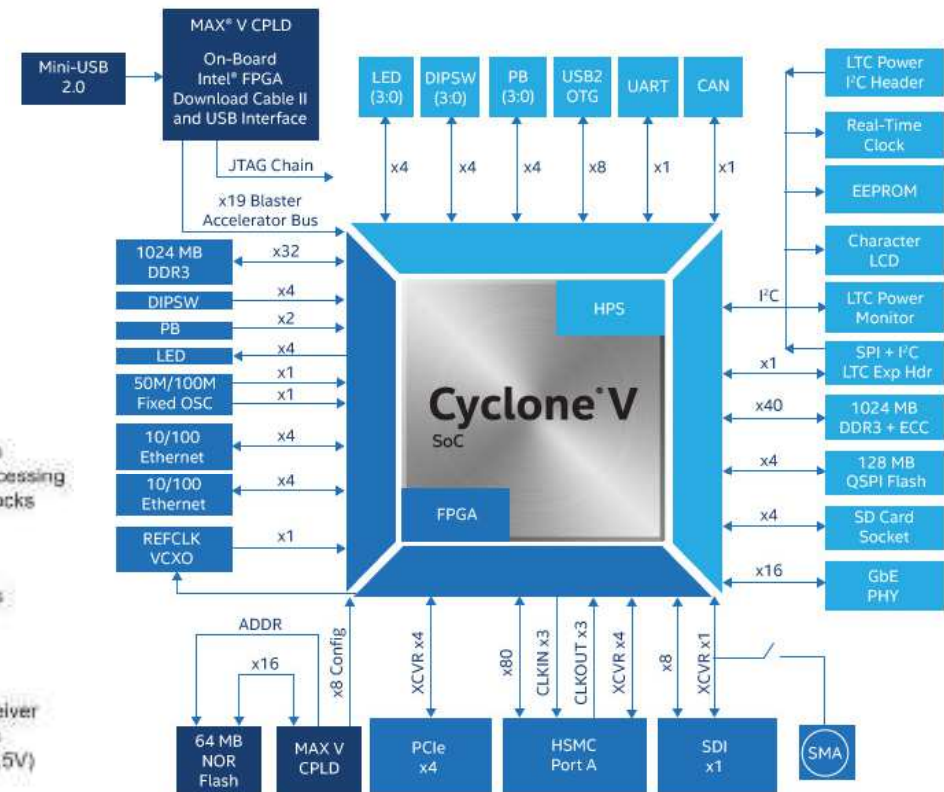 MAX® V CPLD
On-Board
Intel® FPGA
Download Cable II
and USB Interface
Mini-USB
2.0
LED
(3:0)
DIPSW
(3:0)
PB
(3:0)
USB2
OTG
UART
CAN
LTC Power
I²C Header
Real-Time
Clock
EEPROM
Character
LCD
LTC Power
Monitor
SPI + I²C
LTC Exp Hdr
1024 MB
DDR3 + ECC
128 MB
QSPI Flash
SD Card
Socket
GbE
PHY
x4
x4
x4
x8
x1
x1
JTAG Chain
x19 Blaster
Accelerator Bus
1024 MB
DDR3
x32
DIPSW
x4
PB
x2
LED
x4
50M/100M
Fixed OSC
x1
x1
10/100
Ethernet
x4
10/100
Ethernet
x4
REFCLK
VCXO
x1
HPS
Cyclone® V
SoC
FPGA
I²C
x1
x40
x4
x4
x16
ADDR
x16
x8 Config
XCVR x4
x80
CLKIN x3
CLKOUT x3
XCVR x4
x8
XCVR x1
64 MB
NOR
Flash
MAX V
CPLD
PCIe
x4
HSMC
Port A
SDI
x1
SMA
eiver
5V)